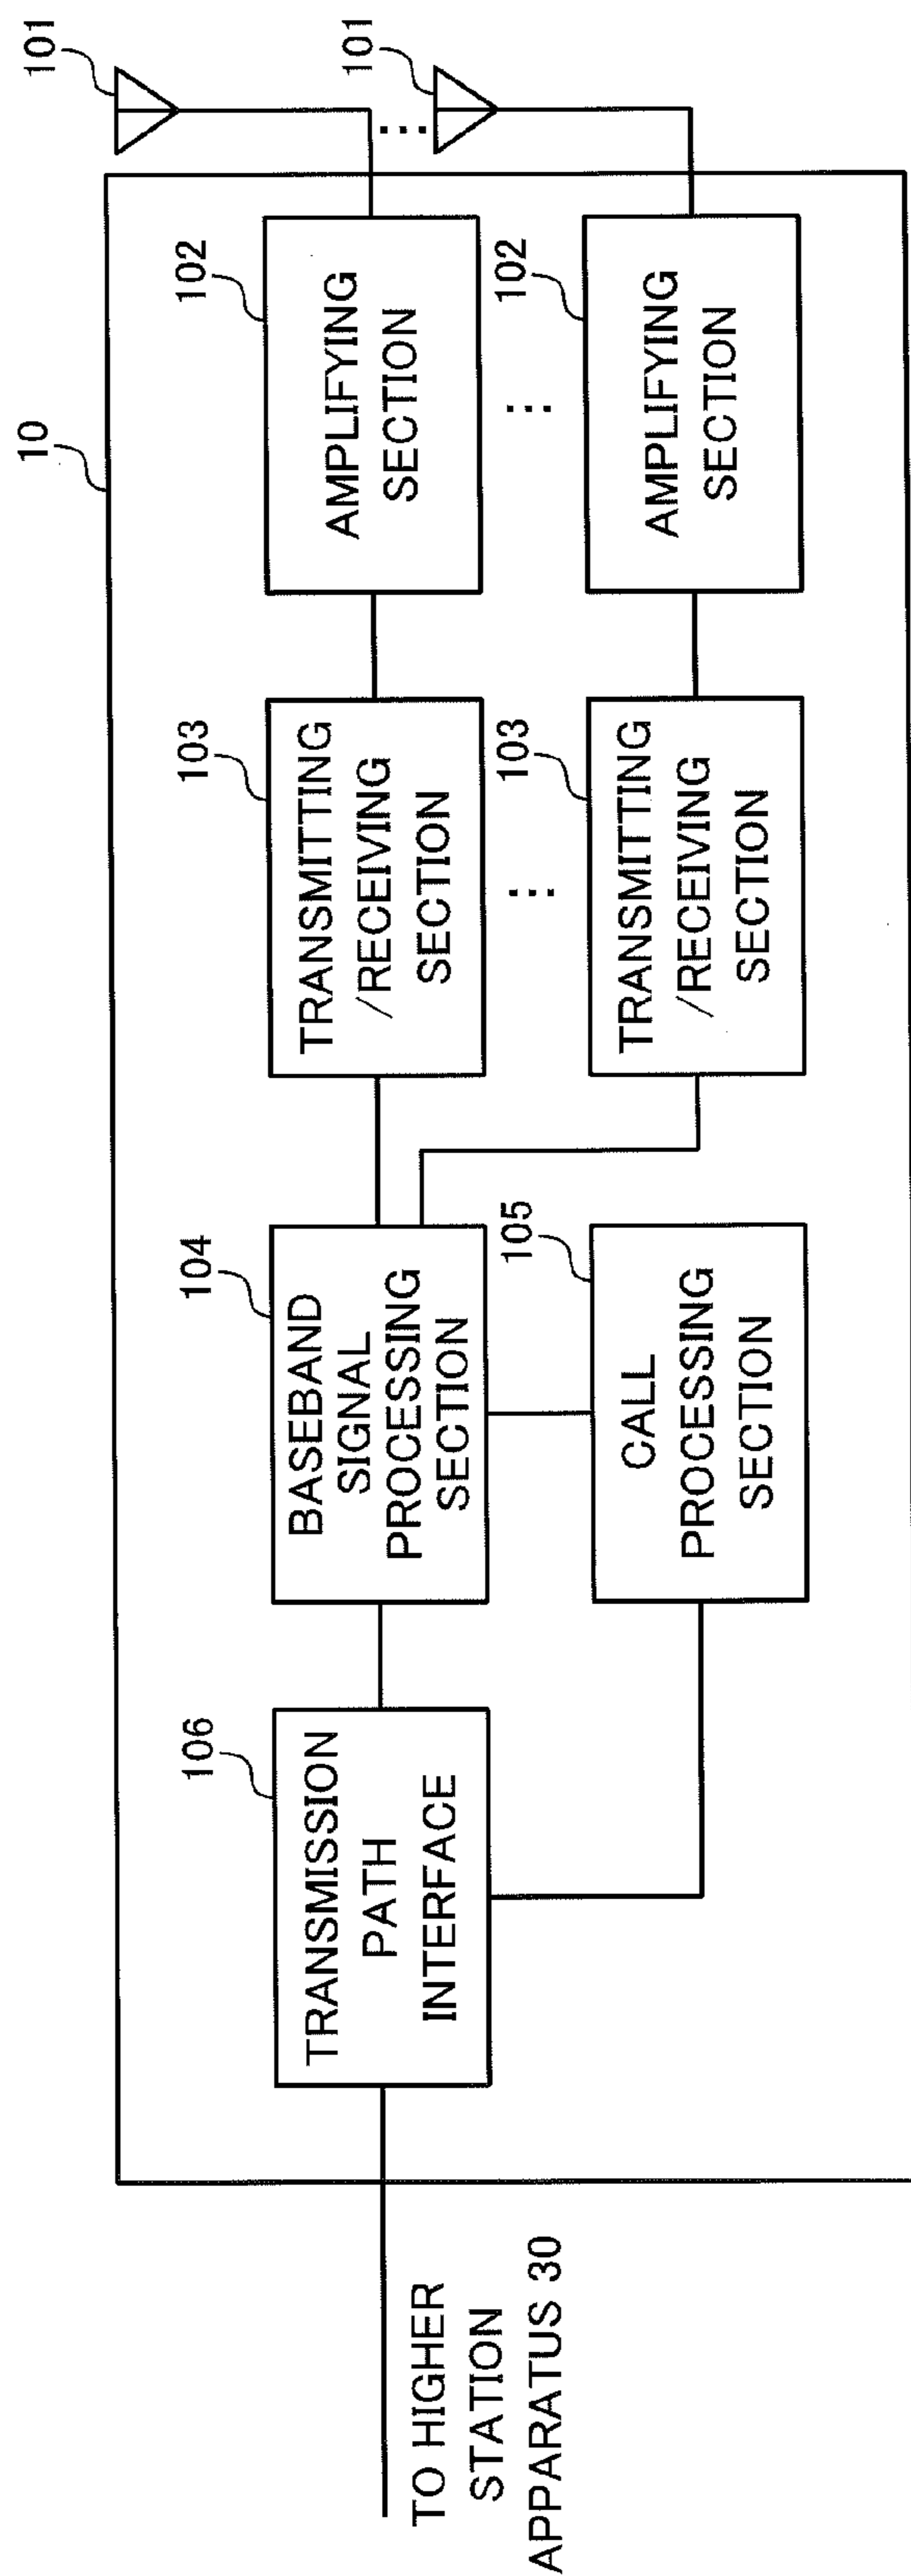 10
101
101
102
AMPLIFYING
SECTION
102
AMPLIFYING
SECTION
103
TRANSMITTING
/RECEIVING
SECTION
103
TRANSMITTING
/RECEIVING
SECTION
104
BASEBAND
SIGNAL
PROCESSING
SECTION
105
CALL
PROCESSING
SECTION
106
TRANSMISSION
PATH
INTERFACE
TO HIGHER
STATION
APPARATUS 30